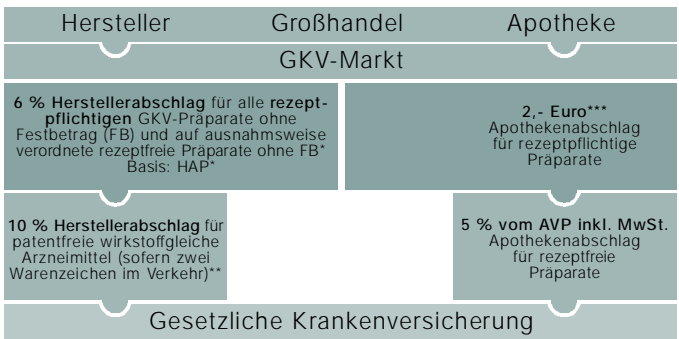 Hersteller Großhandel Apotheke
GKV-Markt
6 % Herstellerabschlag für alle rezept-
pflichtigen GKV-Präparate ohne
Festbetrag (FB) und auf ausnahmsweise
verordnete rezeptfreie Präparate ohne FB*
Basis: HAP*
2,- Euro***
Apothekenabschlag
für rezeptpflichtige
Präparate
10 % Herstellerabschlag für
patentfreie wirkstoffgleiche
Arzneimittel (sofern zwei
Warenzeichen im Verkehr)**
5 % vom AVP inkl. MwSt.
Apothekenabschlag
für rezeptfreie
Präparate
Gesetzliche Krankenversicherung